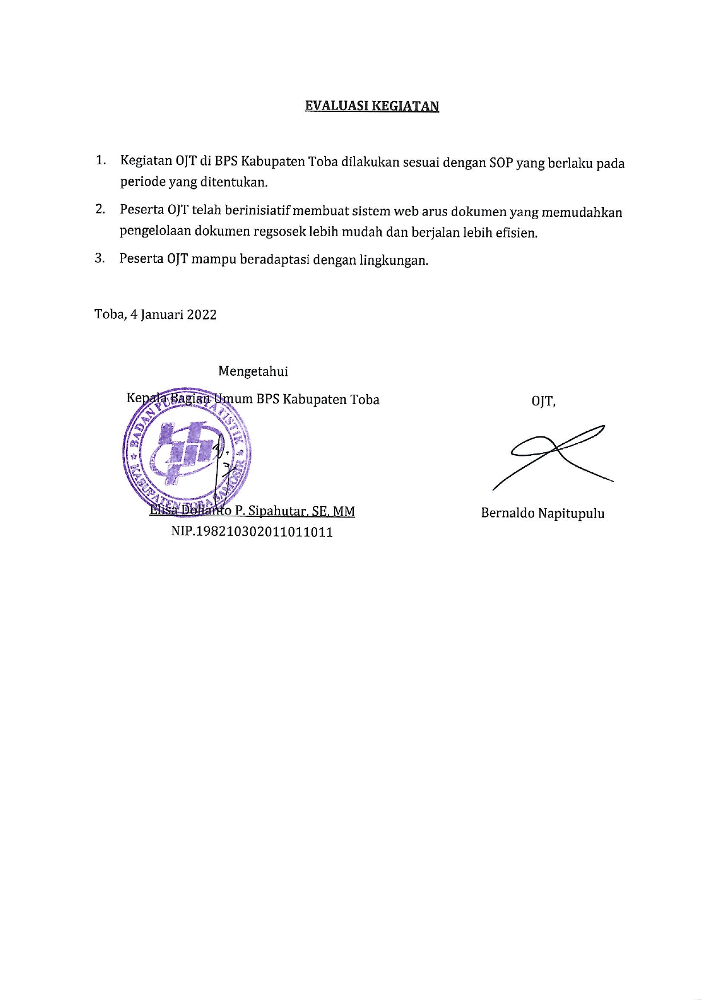 EVALUASI KEGIATAN
1. Kegiatan OJT di BPS Kabupaten Toba dilakukan sesuai dengan SOP yang berlaku pada
periode yang ditentukan.
2. Peserta OJT telah berinisiatif membuat sistem web arus dokumen yang memudahkan
pengelolaan dokumen regsosek lebih mudah dan berjalan lebih efisien.
3. Peserta OJT mampu beradaptasi dengan lingkungan.
Toba, 4 Januari 2022
Mengetahui
Kepala Bagian Umum BPS Kabupaten Toba
OJT,
BADAN PUSAT STATISTIK
KABUPATEN TOBA SAMOSIR
Elisa Dolianto P. Sipahutar, SE, MM
Bernaldo Napitupulu
NIP.198210302011011011